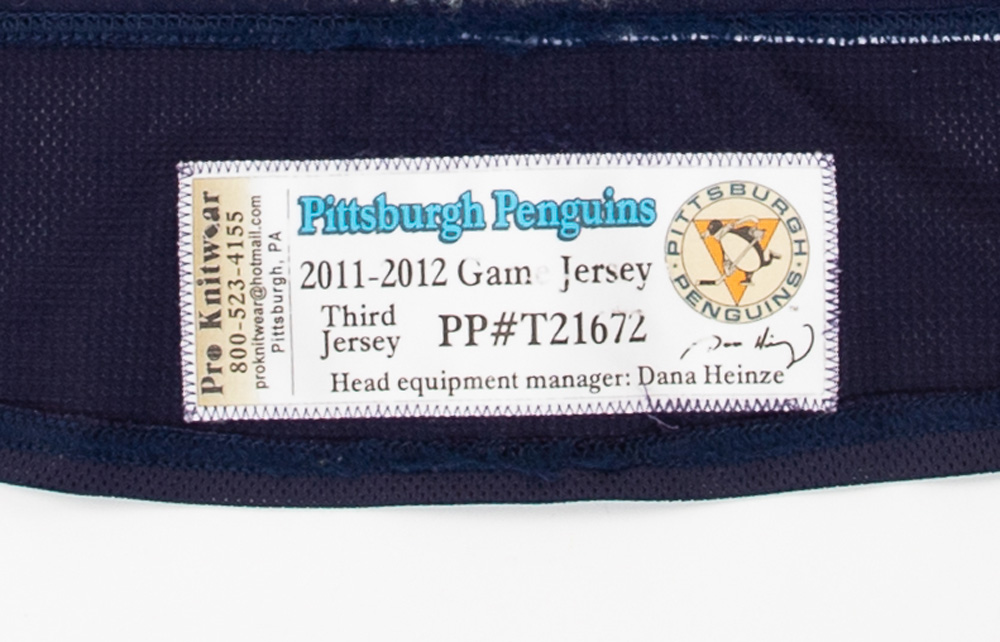 Pro Knitwear
800-523-4155
proknitwear@hotmail.com
Pittsburgh, PA
Pittsburgh Penguins
2011-2012 Game Jersey
Third
Jersey
PP#T21672
Head equipment manager: Dana Heinze
PITTSBURGH
PENGUINS